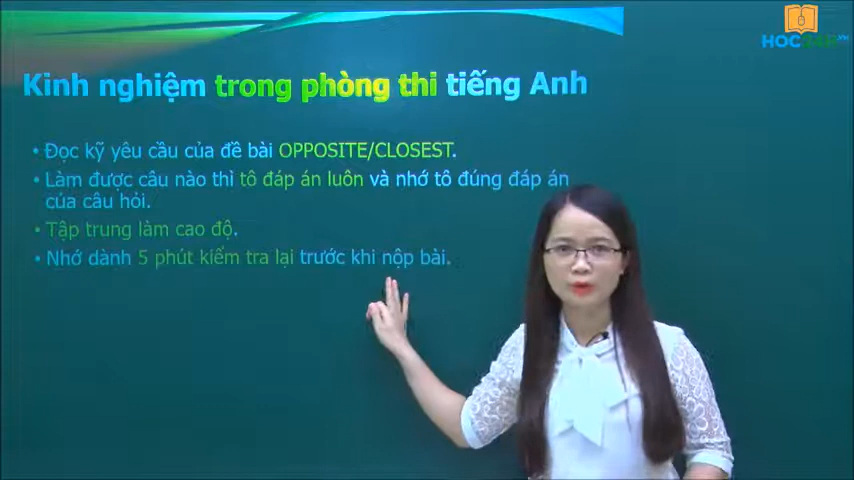 HOC
.VN
Kinh nghiệm trong phòng thi tiếng Anh
• Đọc kỹ yêu cầu của đề bài OPPOSITE/CLOSEST.
• Làm được câu nào thì tô đáp án luôn và nhớ tô đúng đáp án
của câu hỏi.
• Tập trung làm cao độ.
• Nhớ dành 5 phút kiểm tra lại trước khi nộp bài.